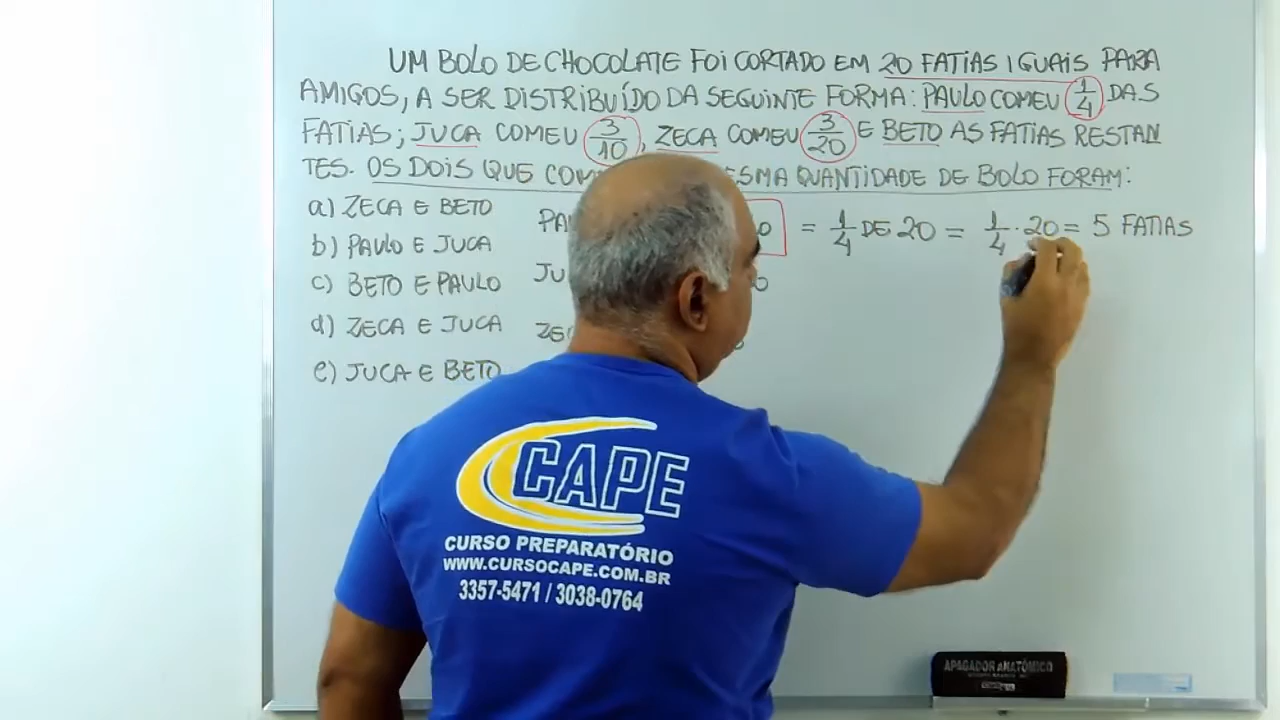 UM BOLO DE CHOCOLATE FOI CORTADO EM 20 FATIAS IGUAIS PARA
AMIGOS, A SER DISTRIBUÍDO DA SEGUINTE FORMA: PAULO COMEU 1/4 DAS
FATIAS; JUCA COMEU 3/10, ZECA COMEU 3/20 E BETO AS FATIAS RESTAN
TES. OS DOIS QUE QUANTIDADE DE BOLO FORAM:
a) ZECA E BETO
b) PAULO E JUCA
c) BETO E PAULO
d) ZECA E JUCA
e) JUCA E BETO
= 1/4 DE 20 = 1/4 · 20 = 5 FATIAS
CAPE
CURSO PREPARATÓRIO
WWW.CURSOCAPE.COM.BR
3357-5471 / 3038-0764
APAGADOR ANATÔMICO